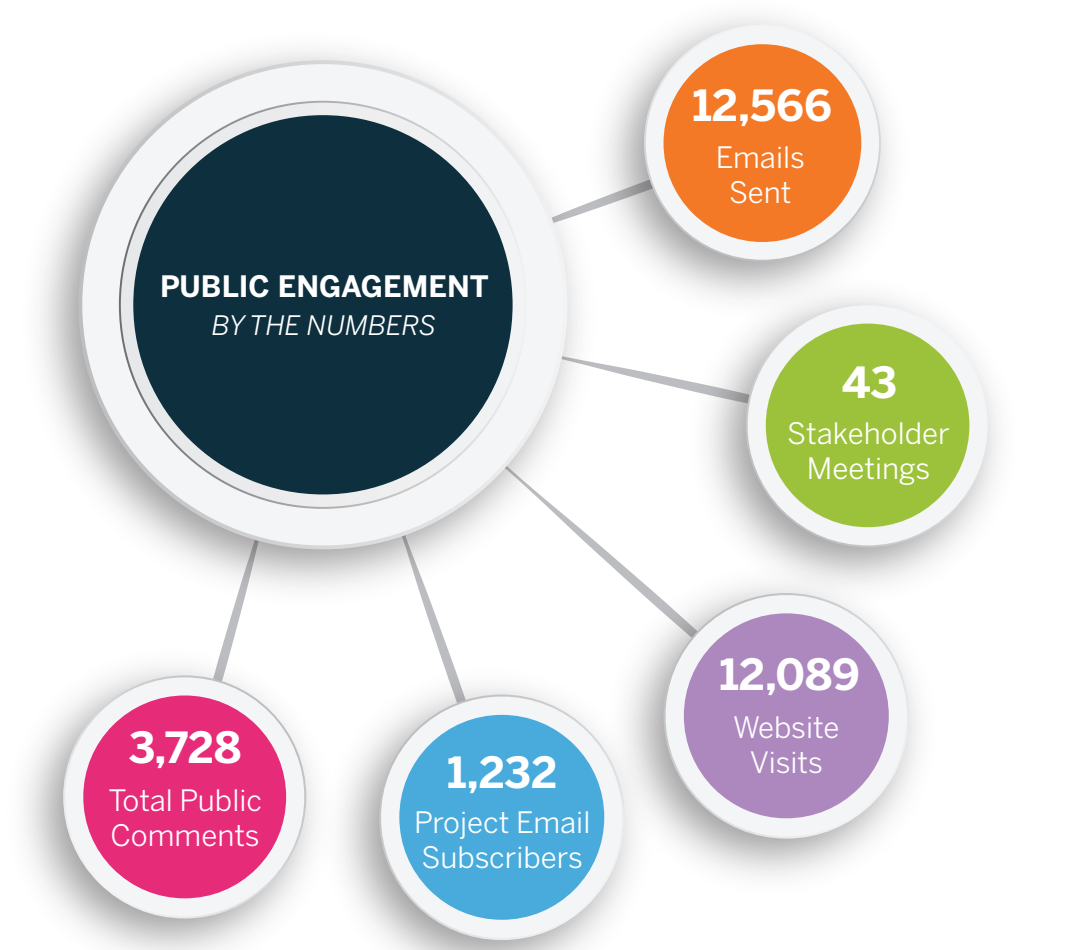 PUBLIC ENGAGEMENT
BY THE NUMBERS
12,566
Emails
Sent
43
Stakeholder
Meetings
12,089
Website
Visits
1,232
Project Email
Subscribers
3,728
Total Public
Comments